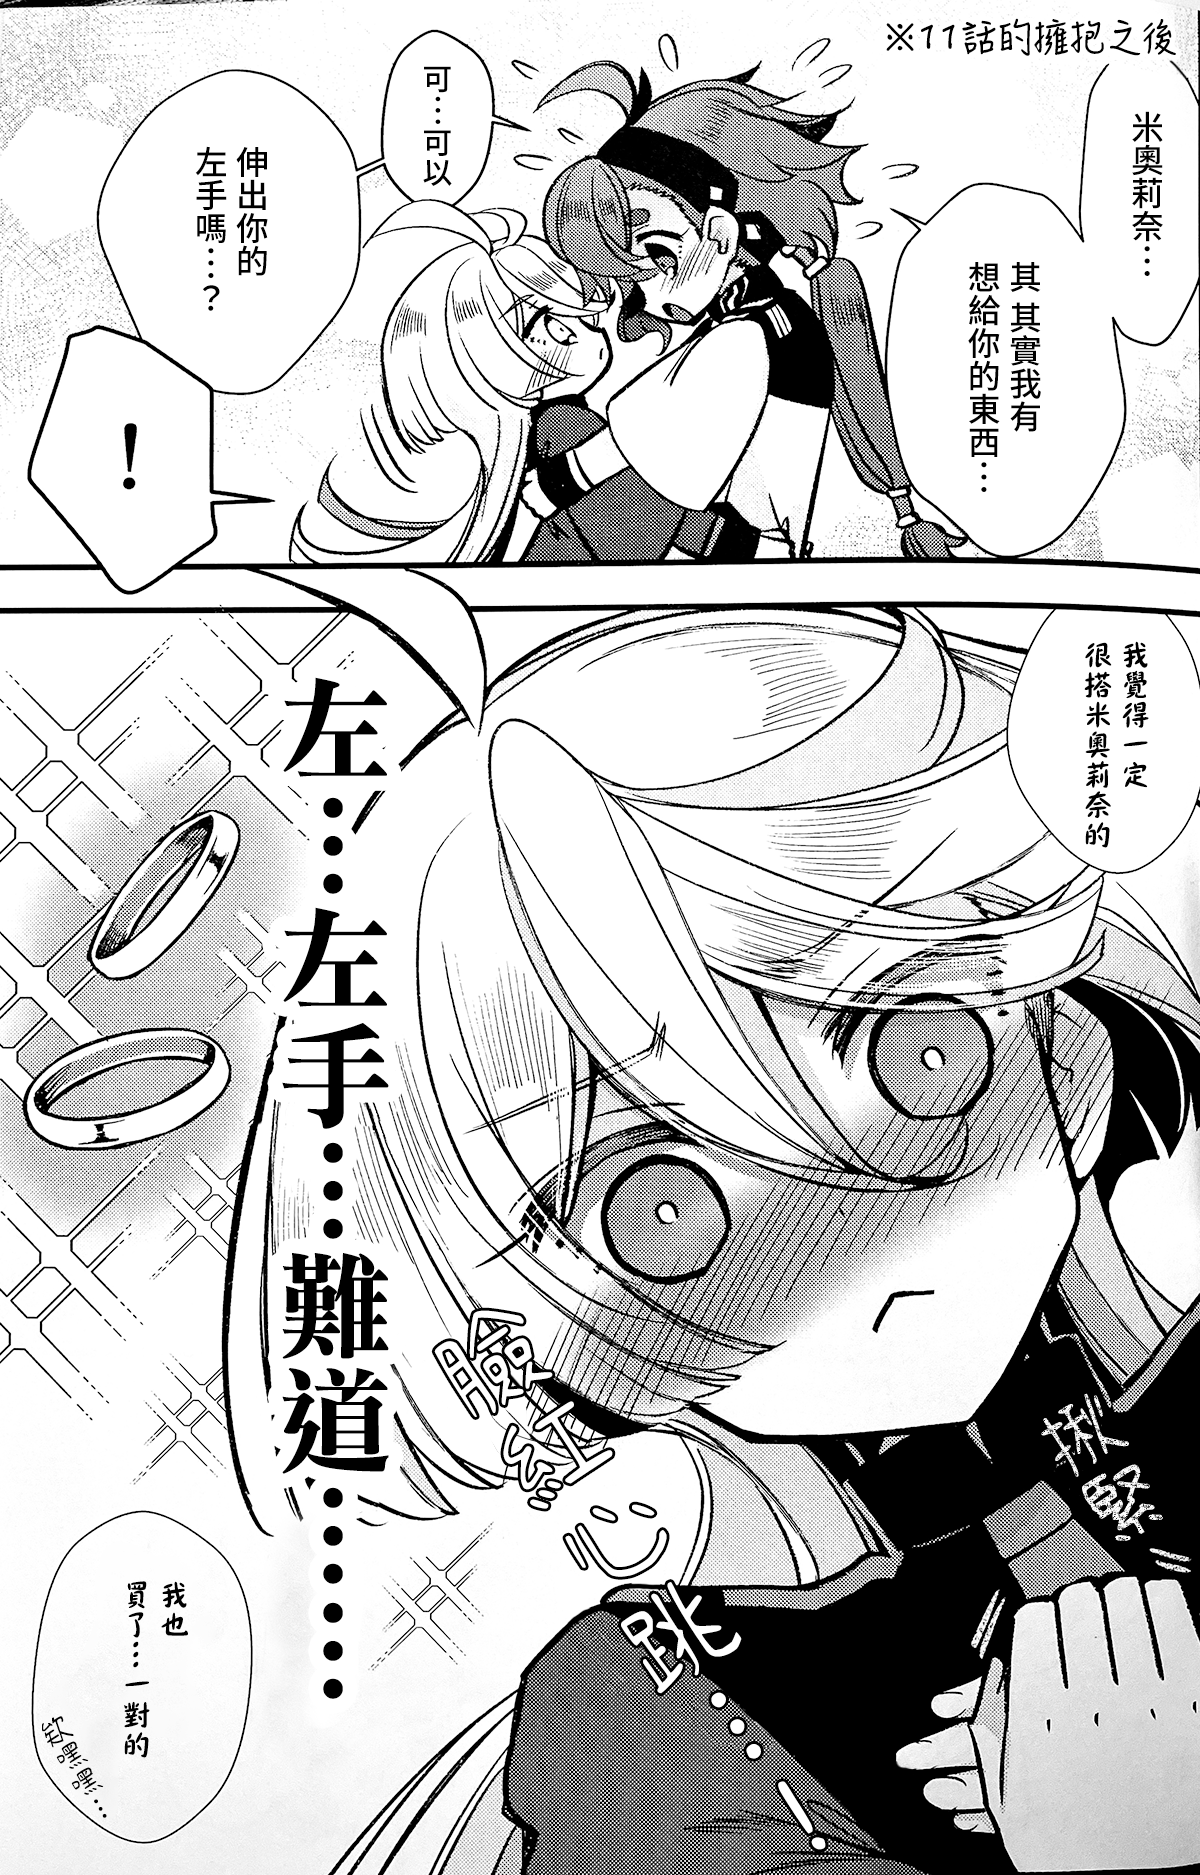 ※11話的擁抱之後
米奧莉奈…
其 其實我有
想給你的東西…
可…可以
伸出你的
左手嗎…？
！
我覺得一定
很搭米奧莉奈的
左……左手……難道………
臉紅
心跳……！
揪緊
我也
買了…一對的
欸嘿嘿…